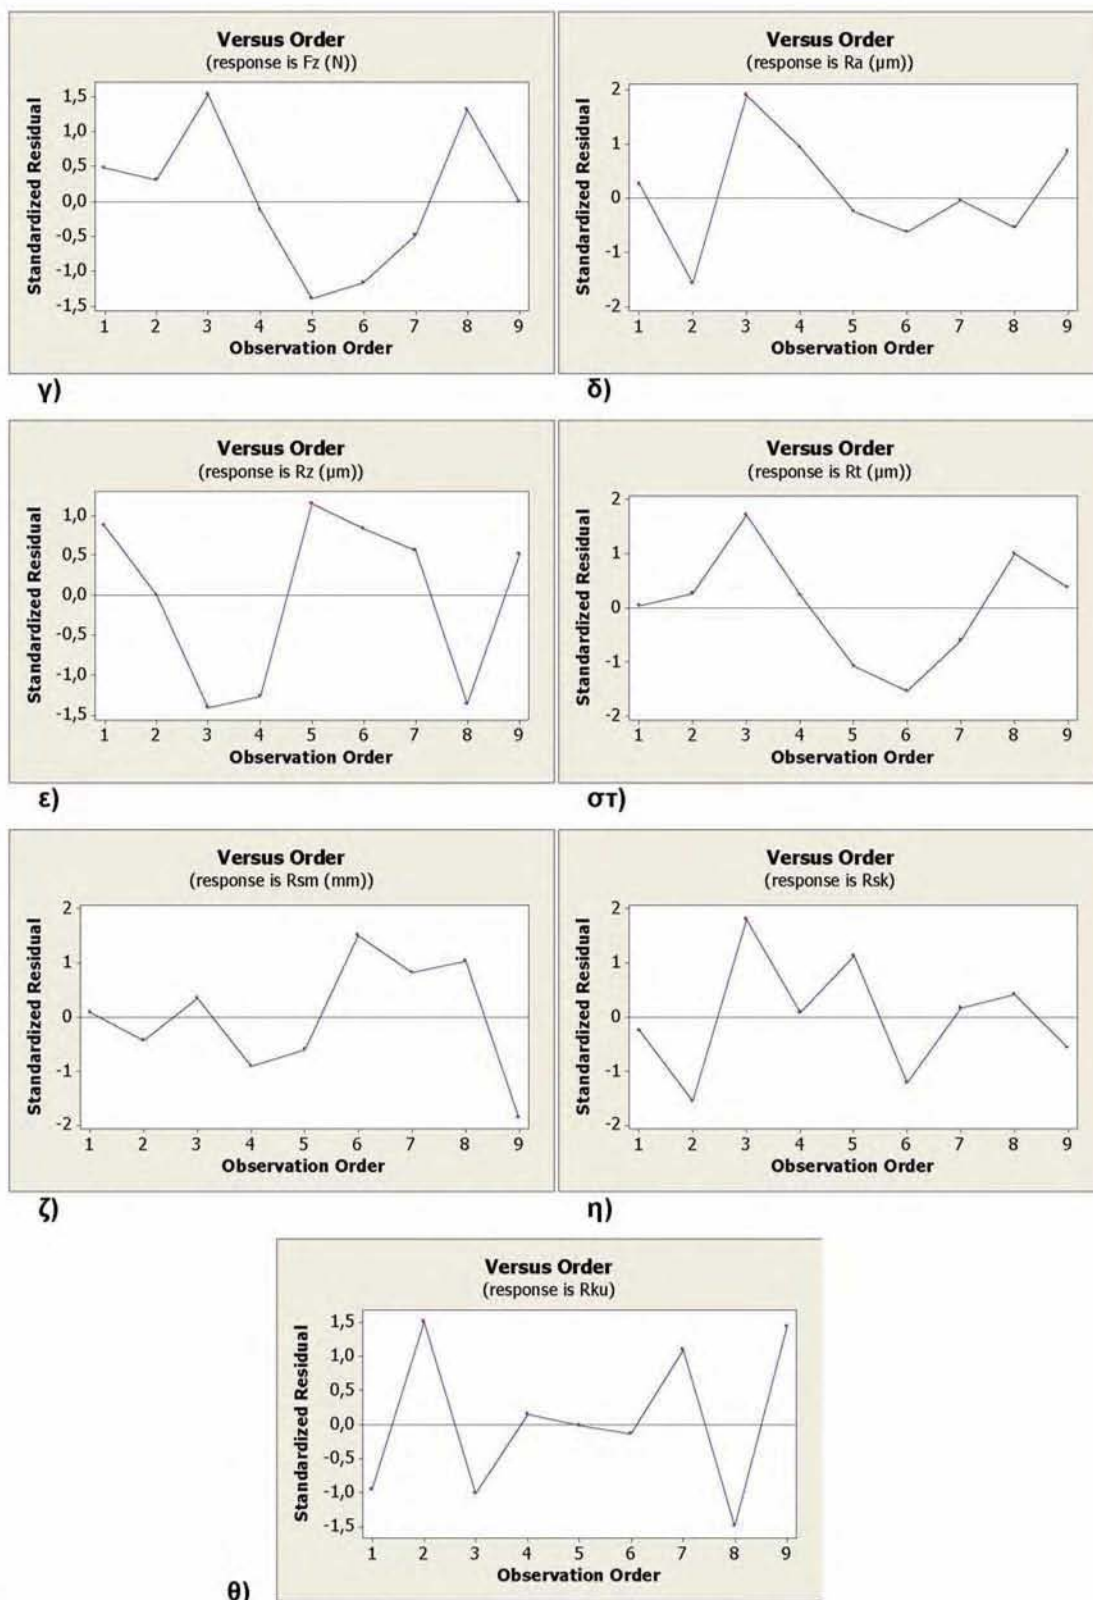 Versus Order
(response is Fz (N))
Standardized Residual
1,5
1,0
0,5
0,0
-0,5
-1,0
-1,5
1 2 3 4 5 6 7 8 9
Observation Order
γ)
Versus Order
(response is Ra (μm))
Standardized Residual
2
1
0
-1
-2
1 2 3 4 5 6 7 8 9
Observation Order
δ)
Versus Order
(response is Rz (μm))
Standardized Residual
1,0
0,5
0,0
-0,5
-1,0
-1,5
1 2 3 4 5 6 7 8 9
Observation Order
ε)
Versus Order
(response is Rt (μm))
Standardized Residual
2
1
0
-1
-2
1 2 3 4 5 6 7 8 9
Observation Order
στ)
Versus Order
(response is Rsm (mm))
Standardized Residual
2
1
0
-1
-2
1 2 3 4 5 6 7 8 9
Observation Order
ζ)
Versus Order
(response is Rsk)
Standardized Residual
2
1
0
-1
-2
1 2 3 4 5 6 7 8 9
Observation Order
η)
Versus Order
(response is Rku)
Standardized Residual
1,5
1,0
0,5
0,0
-0,5
-1,0
-1,5
1 2 3 4 5 6 7 8 9
Observation Order
θ)